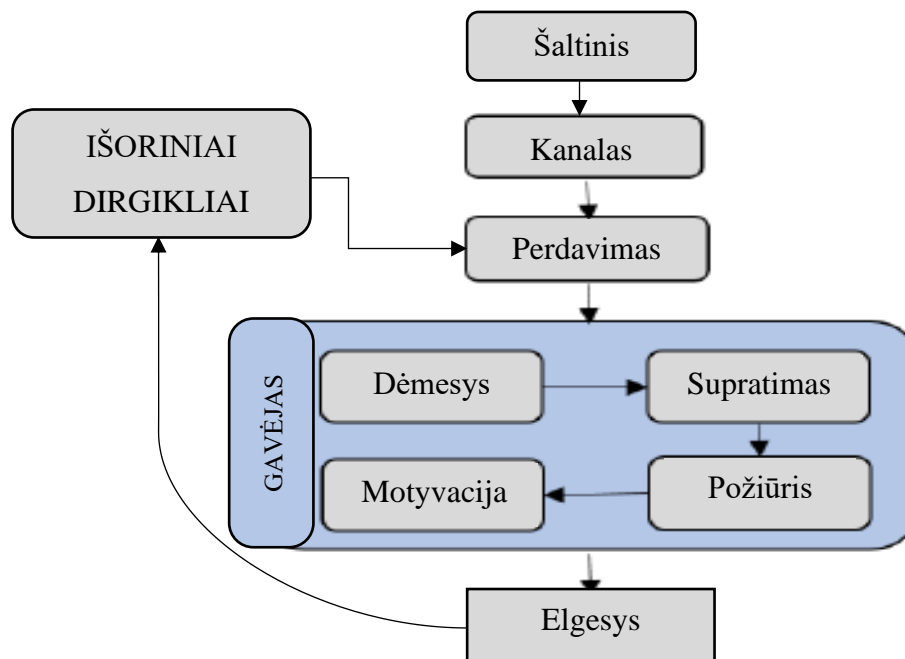 Šaltinis
IŠORINIAI
DIRGIKLIAI
Kanalas
Perdavimas
GAVĖJAS
Dėmesys
Supratimas
Motyvacija
Požiūris
Elgesys